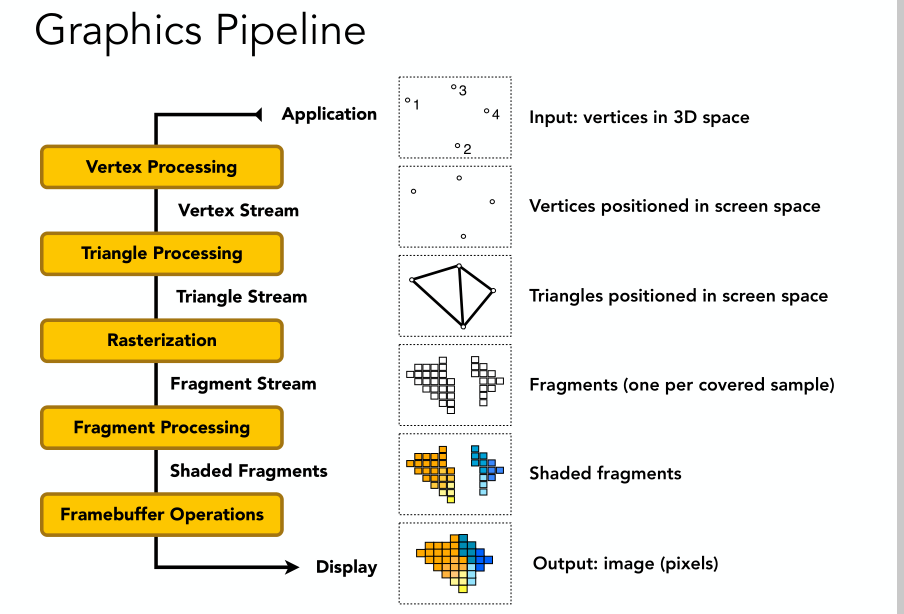 Graphics Pipeline
Application
Vertex Processing
Vertex Stream
Triangle Processing
Triangle Stream
Rasterization
Fragment Stream
Fragment Processing
Shaded Fragments
Framebuffer Operations
Display
1
3
4
2
Input: vertices in 3D space
Vertices positioned in screen space
Triangles positioned in screen space
Fragments (one per covered sample)
Shaded fragments
Output: image (pixels)